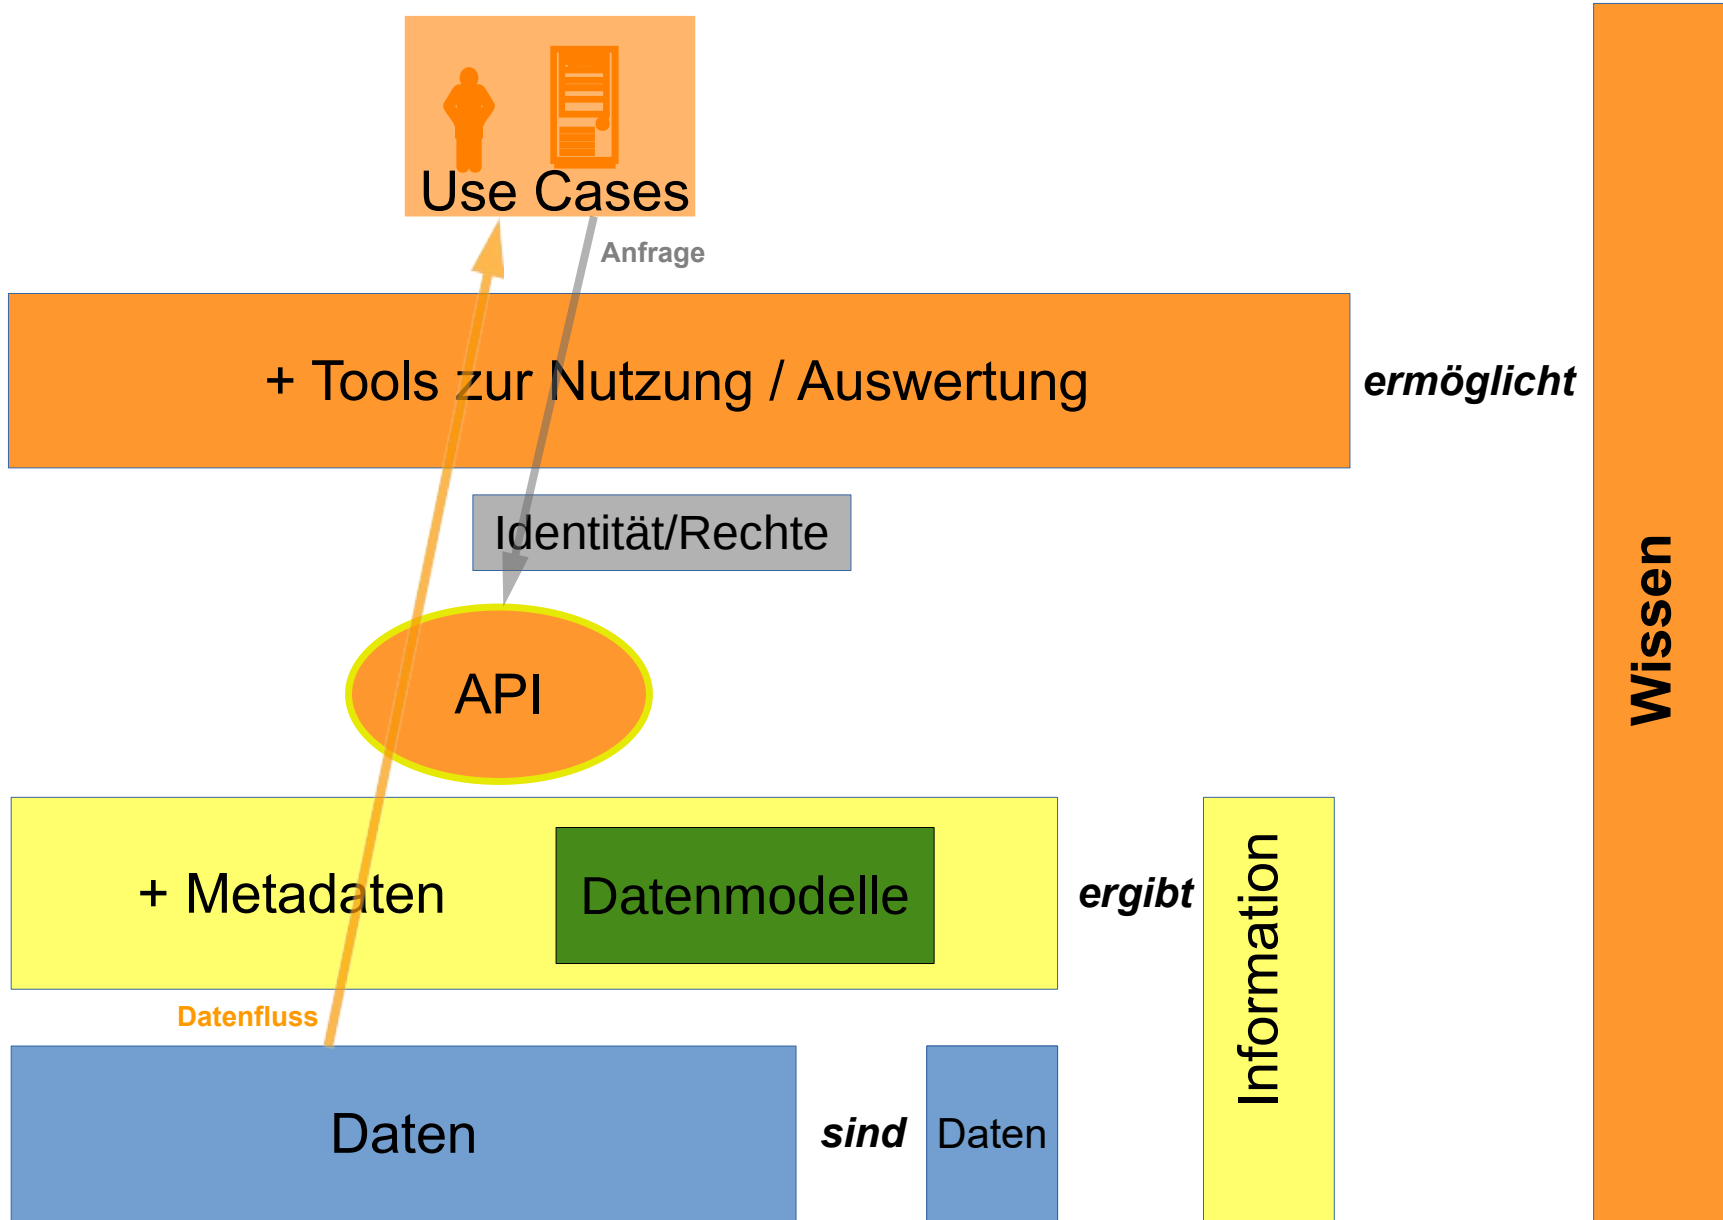 Use Cases
Anfrage
+ Tools zur Nutzung / Auswertung
ermöglicht
Identität/Rechte
Wissen
API
+ Metadaten
Datenmodelle
ergibt
Information
Datenfluss
Daten
sind
Daten